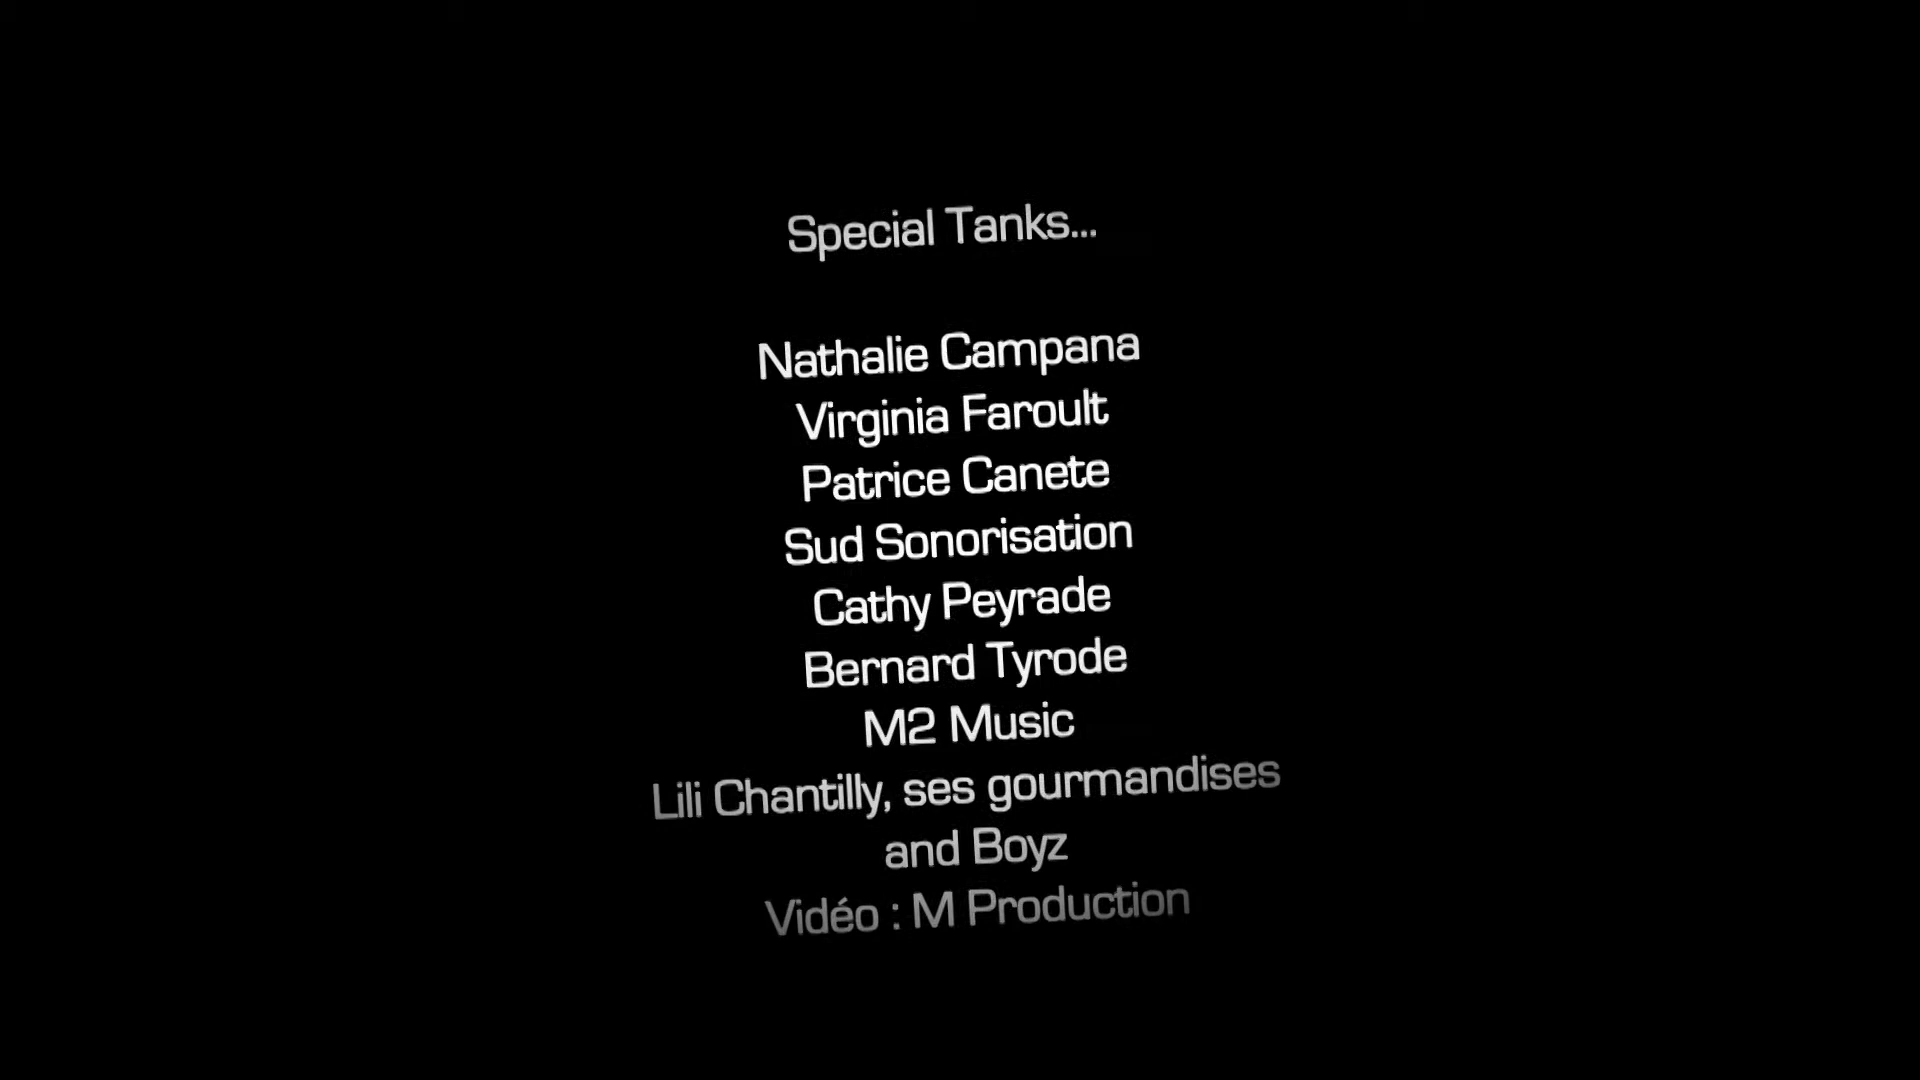 Special Tanks...
Nathalie Campana
Virginia Faroult
Patrice Canete
Sud Sonorisation
Cathy Peyrade
Bernard Tyrode
M2 Music
Lili Chantilly, ses gourmandises
and Boyz
Vidéo : M Production